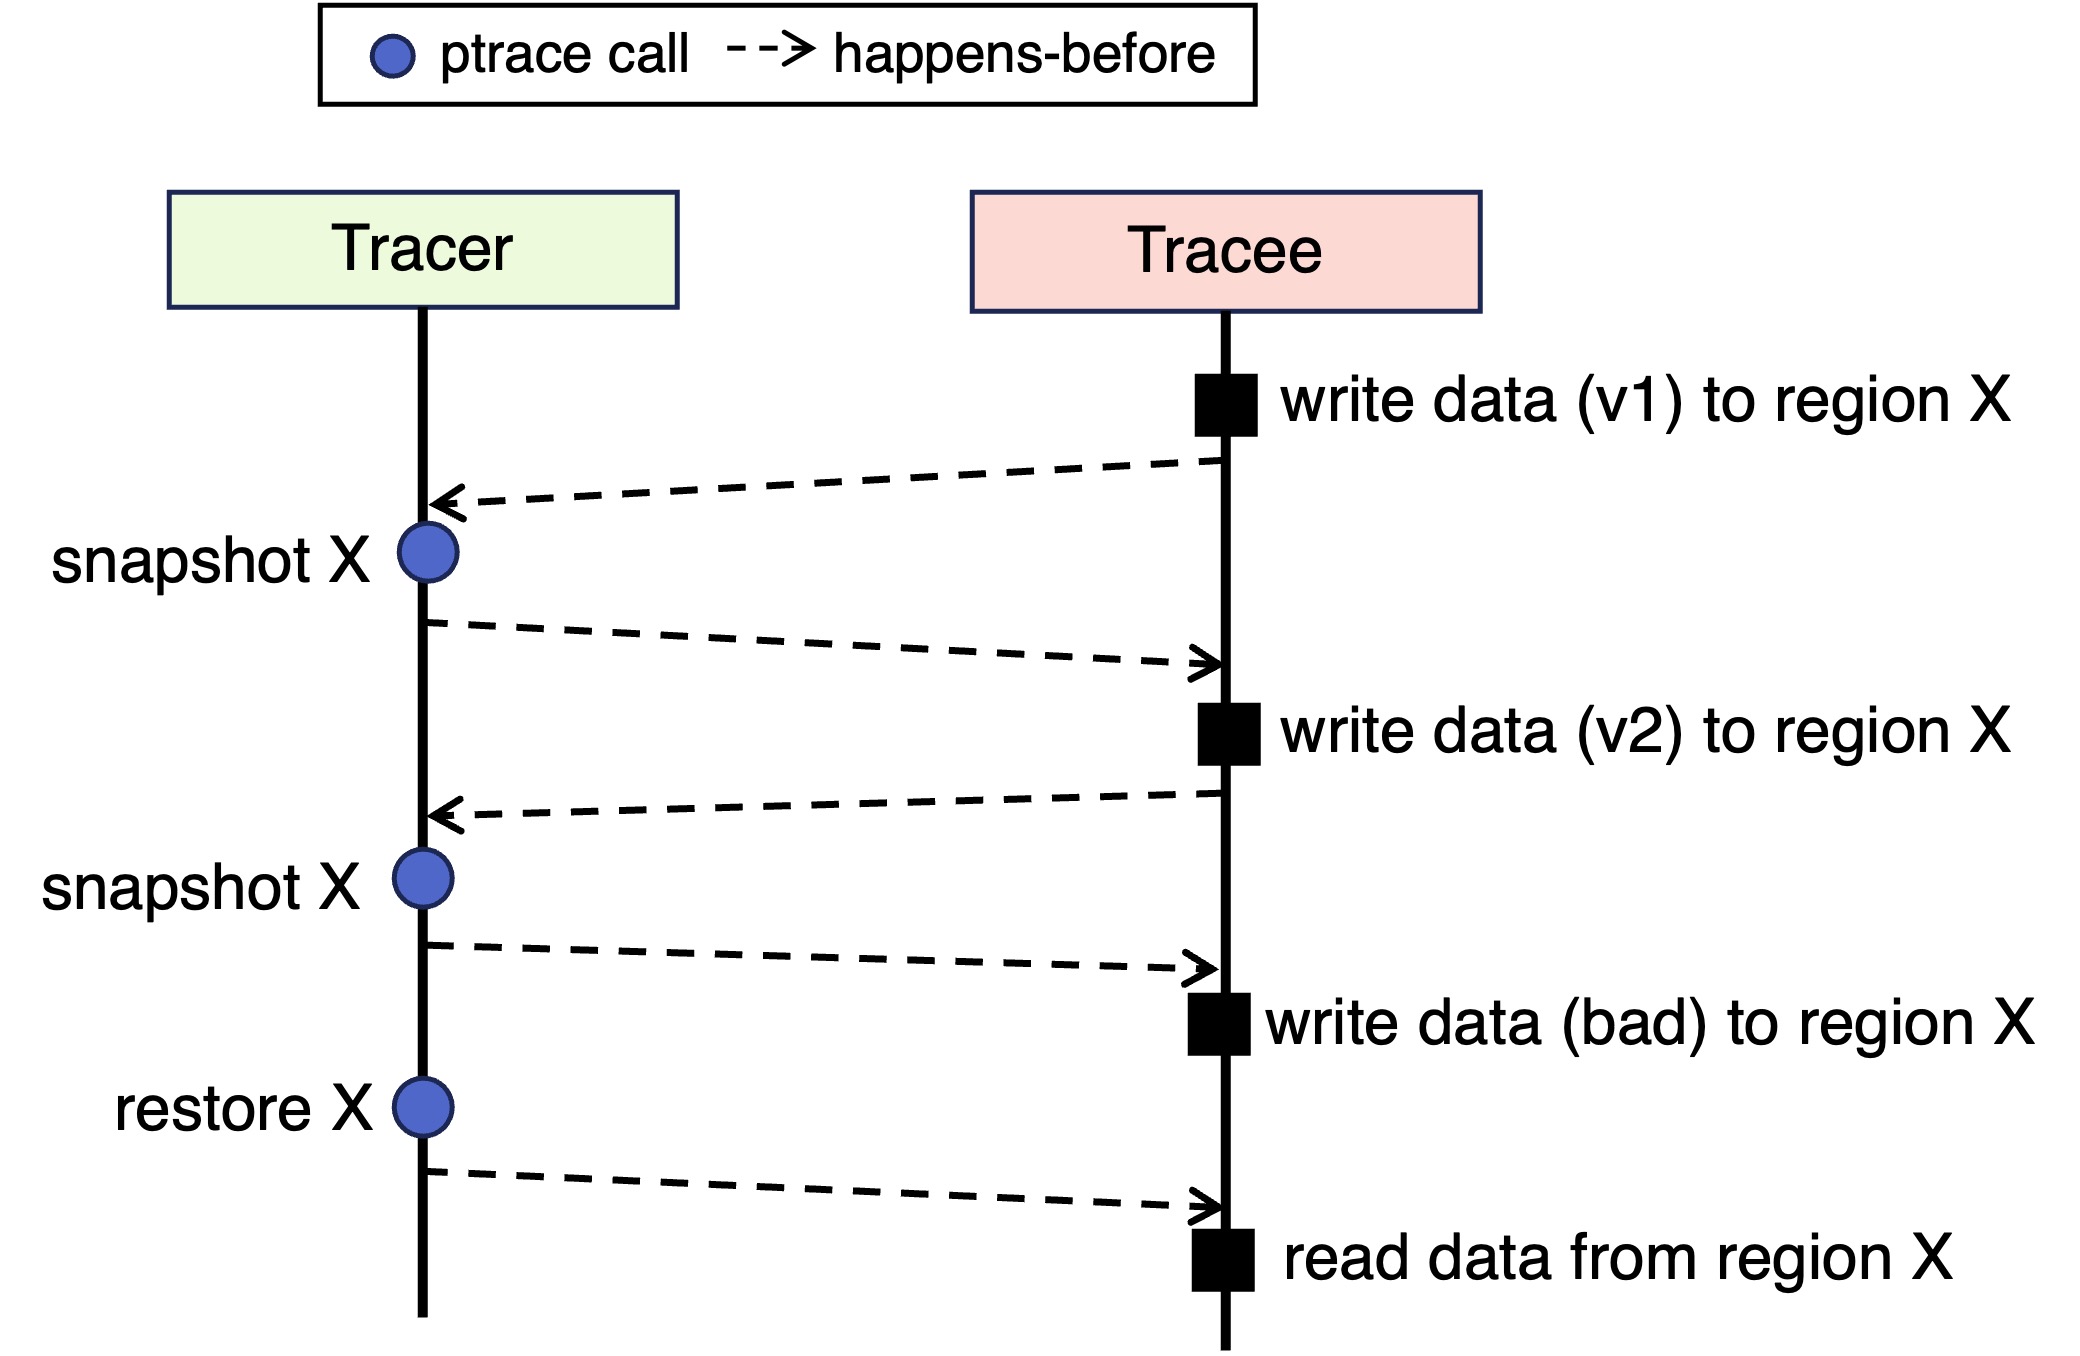 ptrace call
happens-before
Tracer
Tracee
write data (v1) to region X
snapshot X
write data (v2) to region X
snapshot X
write data (bad) to region X
restore X
read data from region X